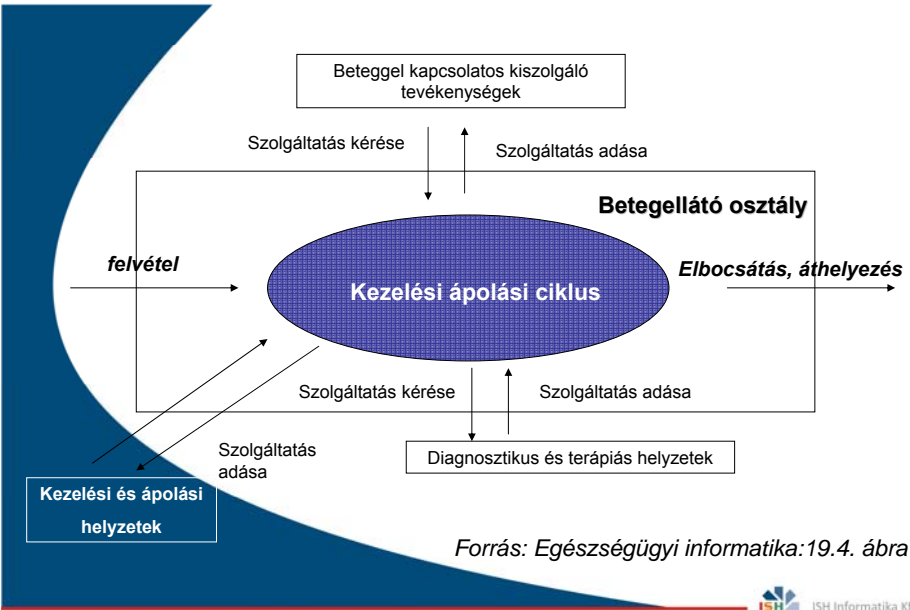 Beteggel kapcsolatos kiszolgáló
tevékenységek
Szolgáltatás kérése
Szolgáltatás adása
Betegellátó osztály
felvétel
Elbocsátás, áthelyezés
Kezelési ápolási ciklus
Szolgáltatás kérése
Szolgáltatás adása
Szolgáltatás
adása
Diagnosztikus és terápiás helyzetek
Kezelési és ápolási
helyzetek
Forrás: Egészségügyi informatika:19.4. ábra
ISH
ISH Informatika